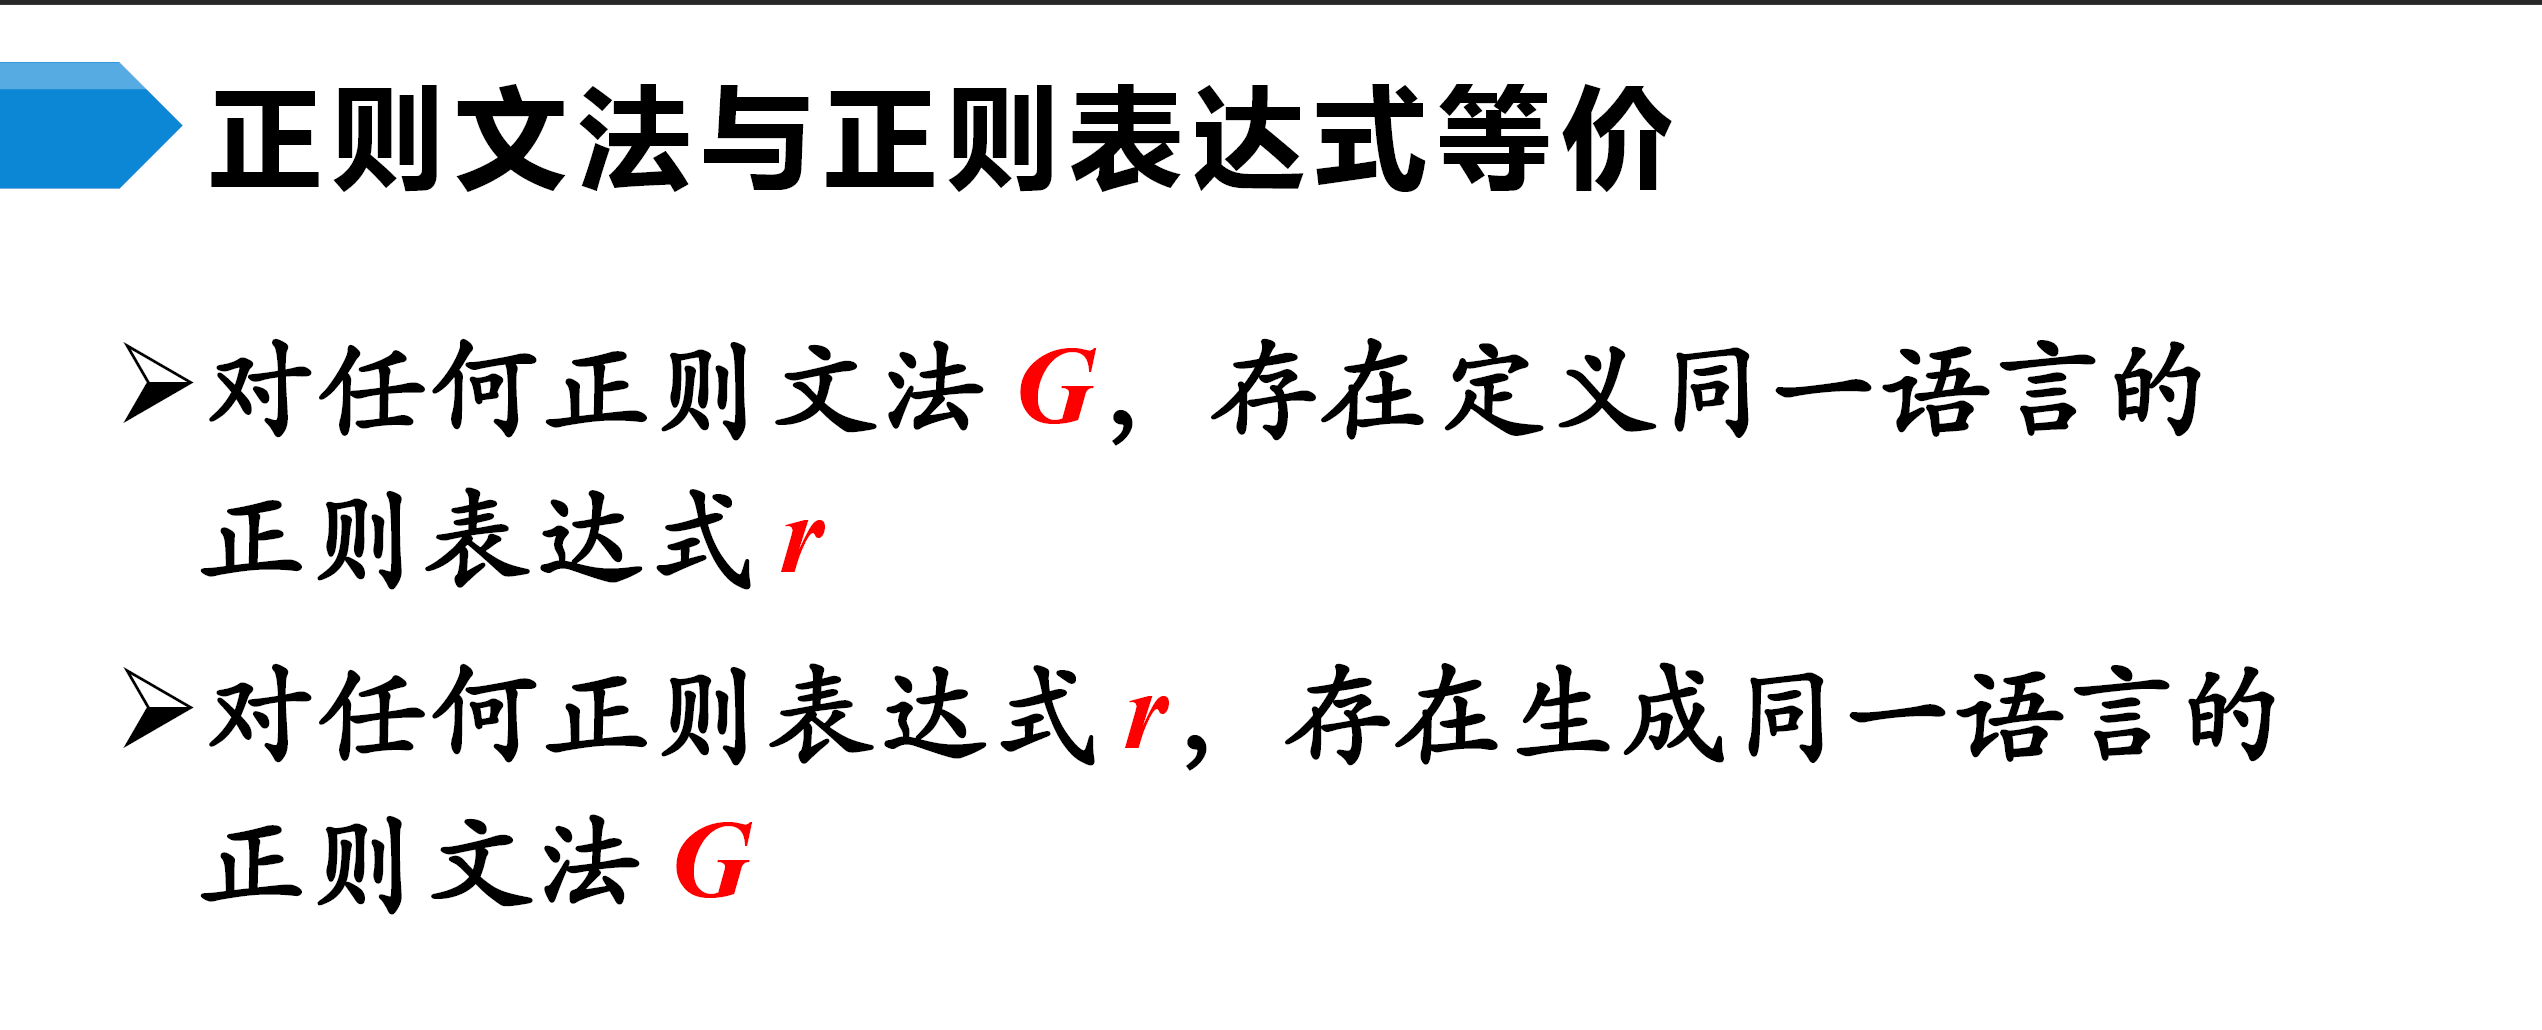 正则文法与正则表达式等价
➢对任何正则文法 G，存在定义同一语言的
正则表达式 r
➢对任何正则表达式 r，存在生成同一语言的
正则文法 G